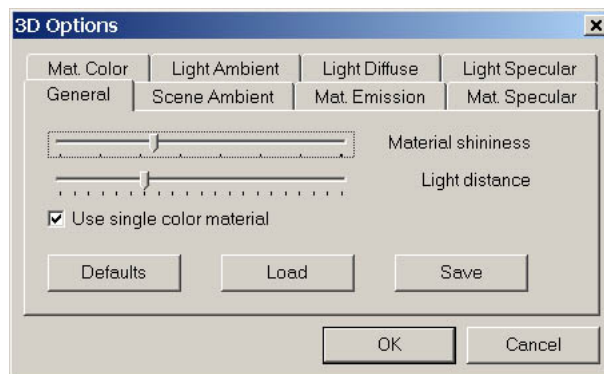 3D Options
Mat. Color Light Ambient Light Diffuse Light Specular
General Scene Ambient Mat. Emission Mat. Specular
Material shininess
Light distance
Use single color material
Defaults Load Save
OK Cancel